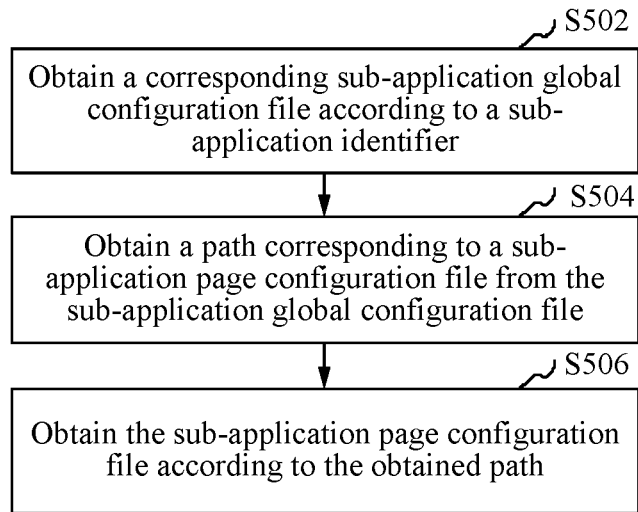 S502
Obtain a corresponding sub-application global
configuration file according to a sub-
application identifier
S504
Obtain a path corresponding to a sub-
application page configuration file from the
sub-application global configuration file
S506
Obtain the sub-application page configuration
file according to the obtained path